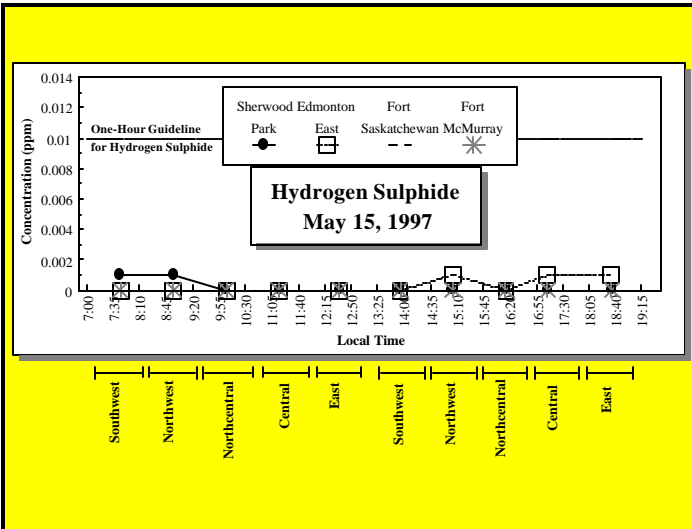 0.014
0.012
0.01
0.008
0.006
0.004
0.002
0
Concentration (ppm)
Sherwood Edmonton Fort Fort
Park East Saskatchewan McMurray
One-Hour Guideline
for Hydrogen Sulphide
Hydrogen Sulphide
May 15, 1997
7:00 7:35 8:10 8:45 9:20 9:55 10:30 11:05 11:40 12:15 12:50 13:25 14:00 14:35 15:10 15:45 16:20 16:55 17:30 18:05 18:40 19:15
Local Time
Southwest Northwest Northcentral Central East Southwest Northwest Northcentral Central East